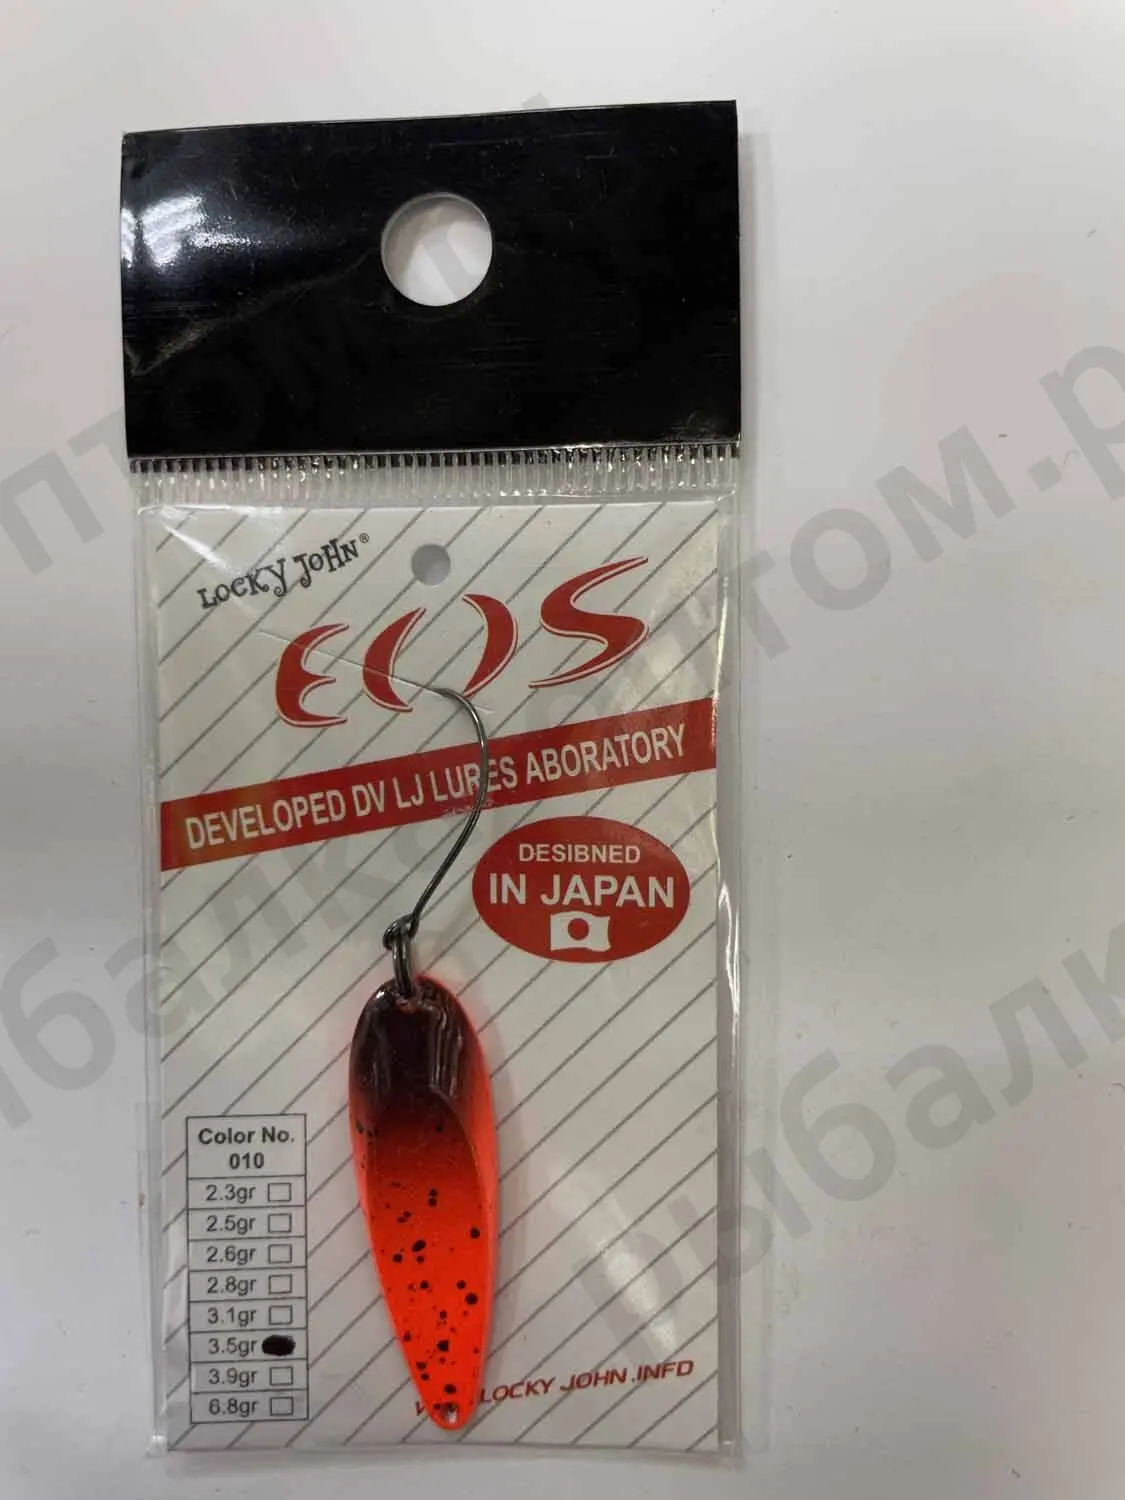 LOCKY JOHN®
EOS
DEVELOPED DV LJ LURES ABORATORY
DESIBNED
IN JAPAN
Color No.
010
2.3gr
2.5gr
2.6gr
2.8gr
3.1gr
3.5gr
3.9gr
6.8gr
LOCKY JOHN.INFD